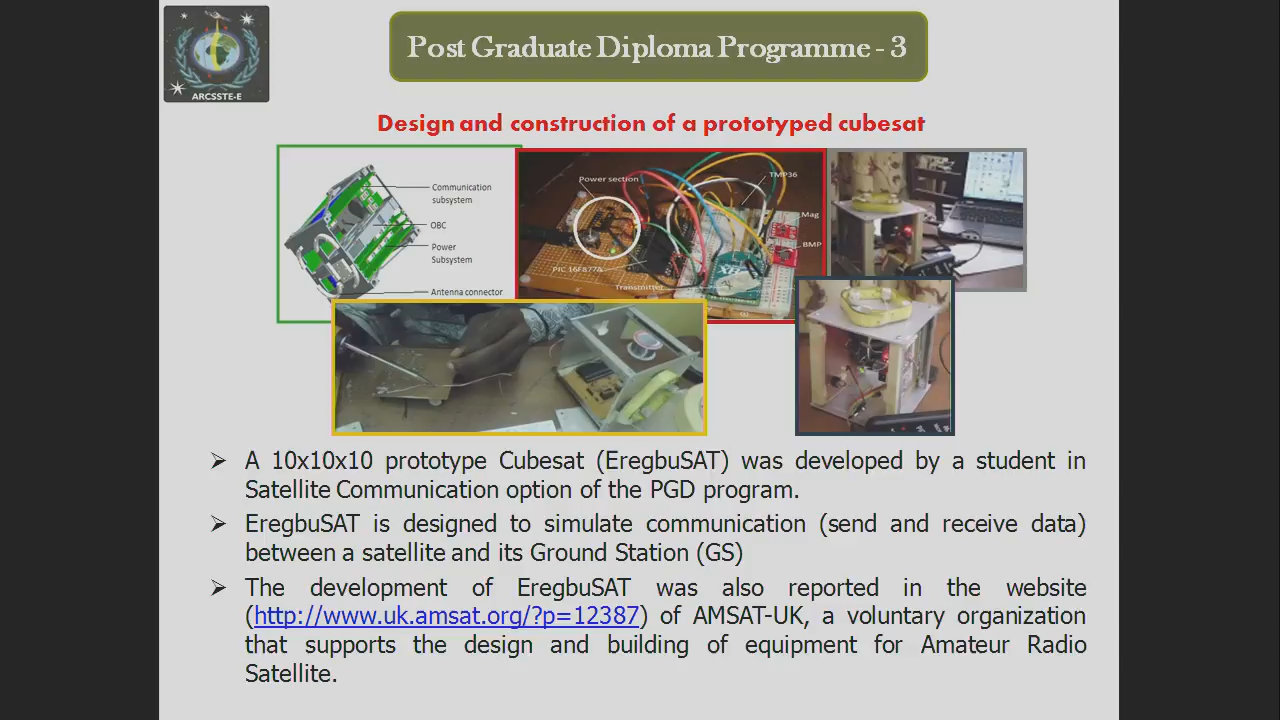 ARCSSTE-E
Post Graduate Diploma Programme - 3
Design and construction of a prototyped cubesat
Communication
subsystem
OBC
Power
Subsystem
Antenna connector
Power section
TMP36
Mag
BMP
PIC 16F877A
Transmitter
➢ A 10x10x10 prototype Cubesat (EregbuSAT) was developed by a student in
Satellite Communication option of the PGD program.
➢ EregbuSAT is designed to simulate communication (send and receive data)
between a satellite and its Ground Station (GS)
➢ The development of EregbuSAT was also reported in the website
(http://www.uk.amsat.org/?p=12387) of AMSAT-UK, a voluntary organization
that supports the design and building of equipment for Amateur Radio
Satellite.